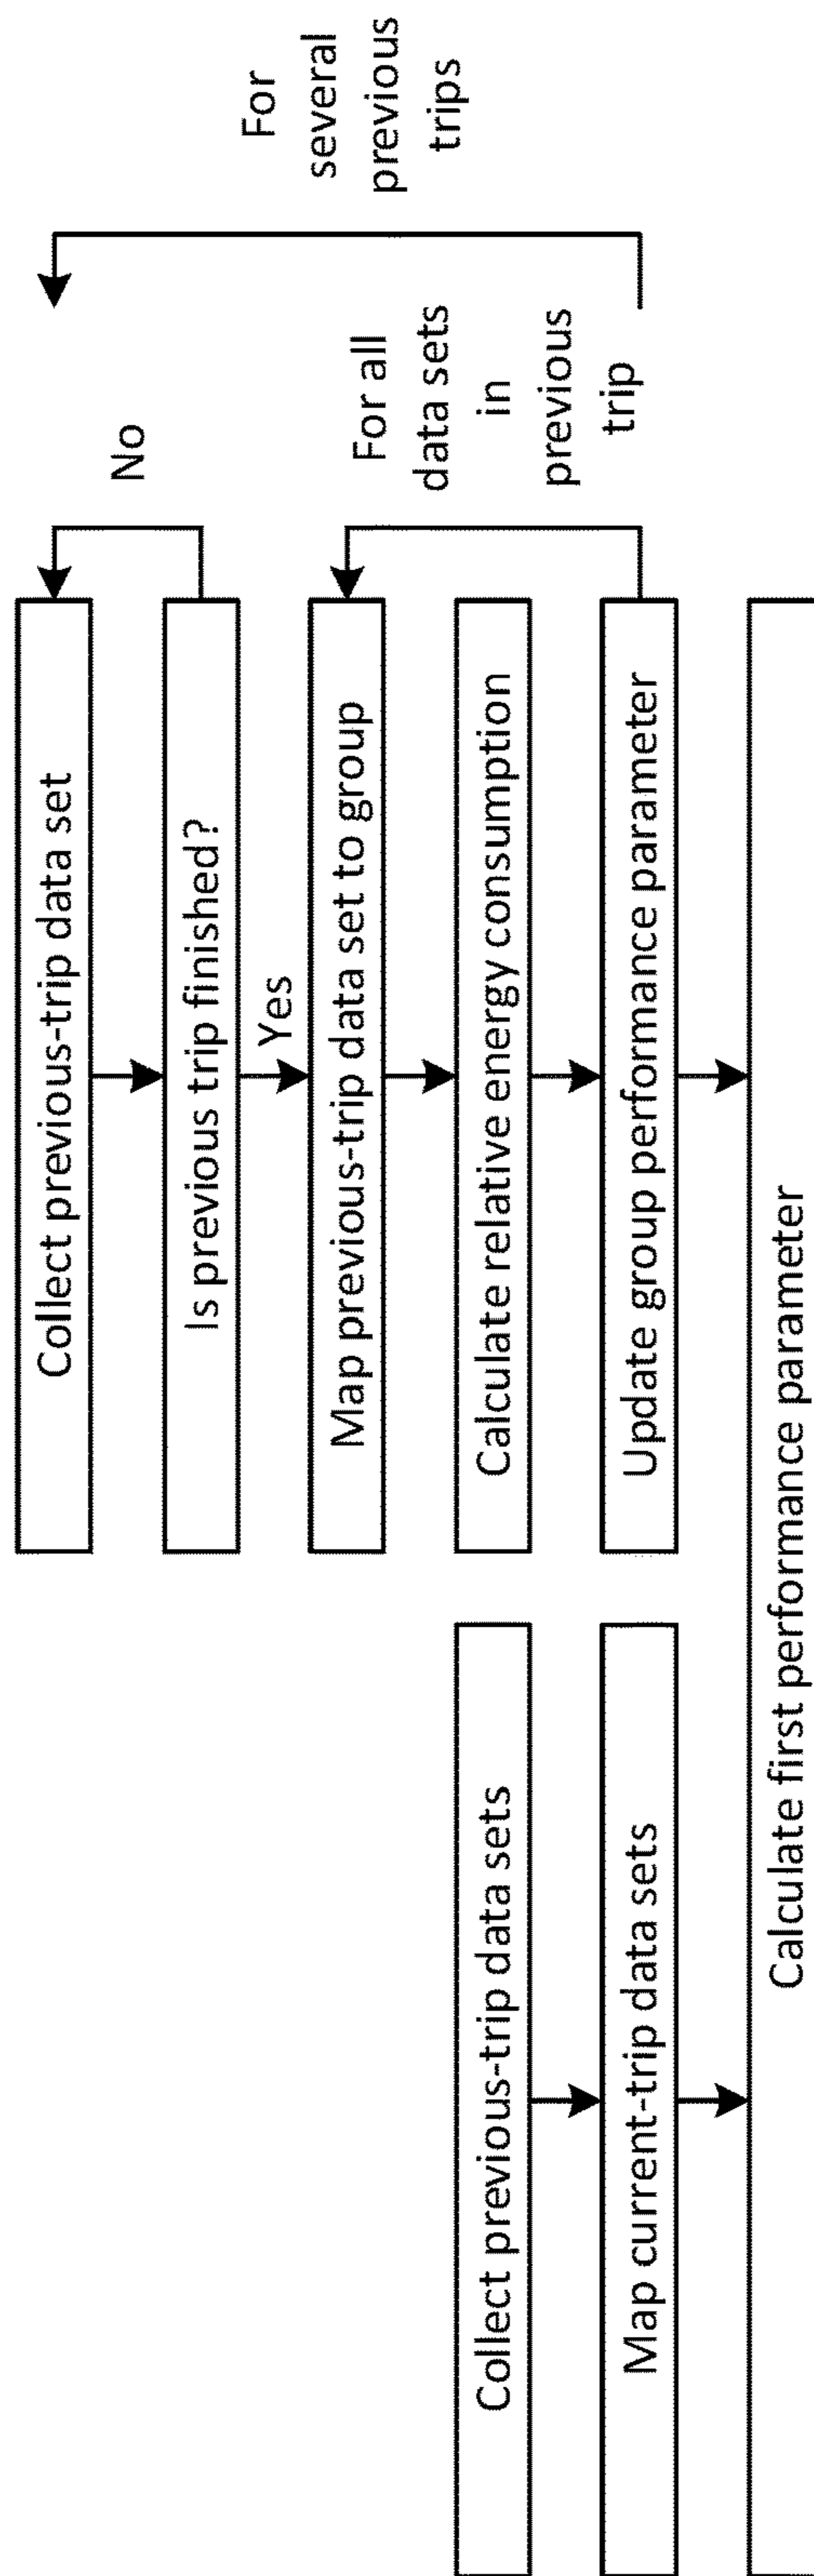 Collect previous-trip data set
No
Is previous trip finished?
Yes
For
several
previous
trips
Map previous-trip data set to group
For all
data sets
in
previous
trip
Collect previous-trip data sets
Calculate relative energy consumption
Map current-trip data sets
Update group performance parameter
Calculate first performance parameter